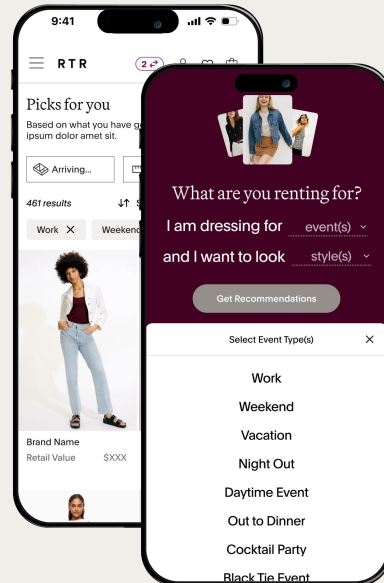 9:41
RTR
2
Picks for you
Based on what you have
ipsum dolor amet sit.
Arriving...
461 results
Work X
Weekend
Brand Name
Retail Value $XXX
What are you renting for?
I am dressing for event(s)
and I want to look style(s)
Get Recommendations
Select Event Type(s) X
Work
Weekend
Vacation
Night Out
Daytime Event
Out to Dinner
Cocktail Party
Black Tie Event